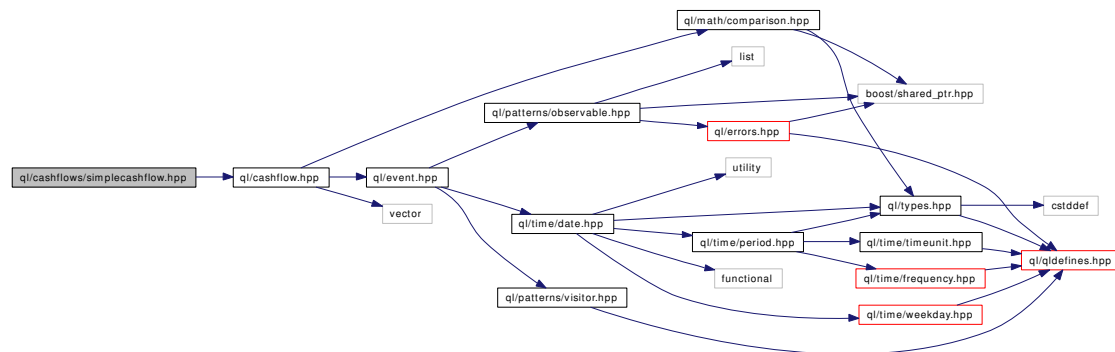 ql/math/comparison.hpp
list
boost/shared_ptr.hpp
ql/patterns/observable.hpp
ql/errors.hpp
utility
ql/cashflows/simplecashflow.hpp
ql/cashflow.hpp
ql/event.hpp
vector
ql/types.hpp
cstddef
ql/time/date.hpp
ql/time/period.hpp
ql/time/timeunit.hpp
ql/qldefines.hpp
functional
ql/time/frequency.hpp
ql/patterns/visitor.hpp
ql/time/weekday.hpp